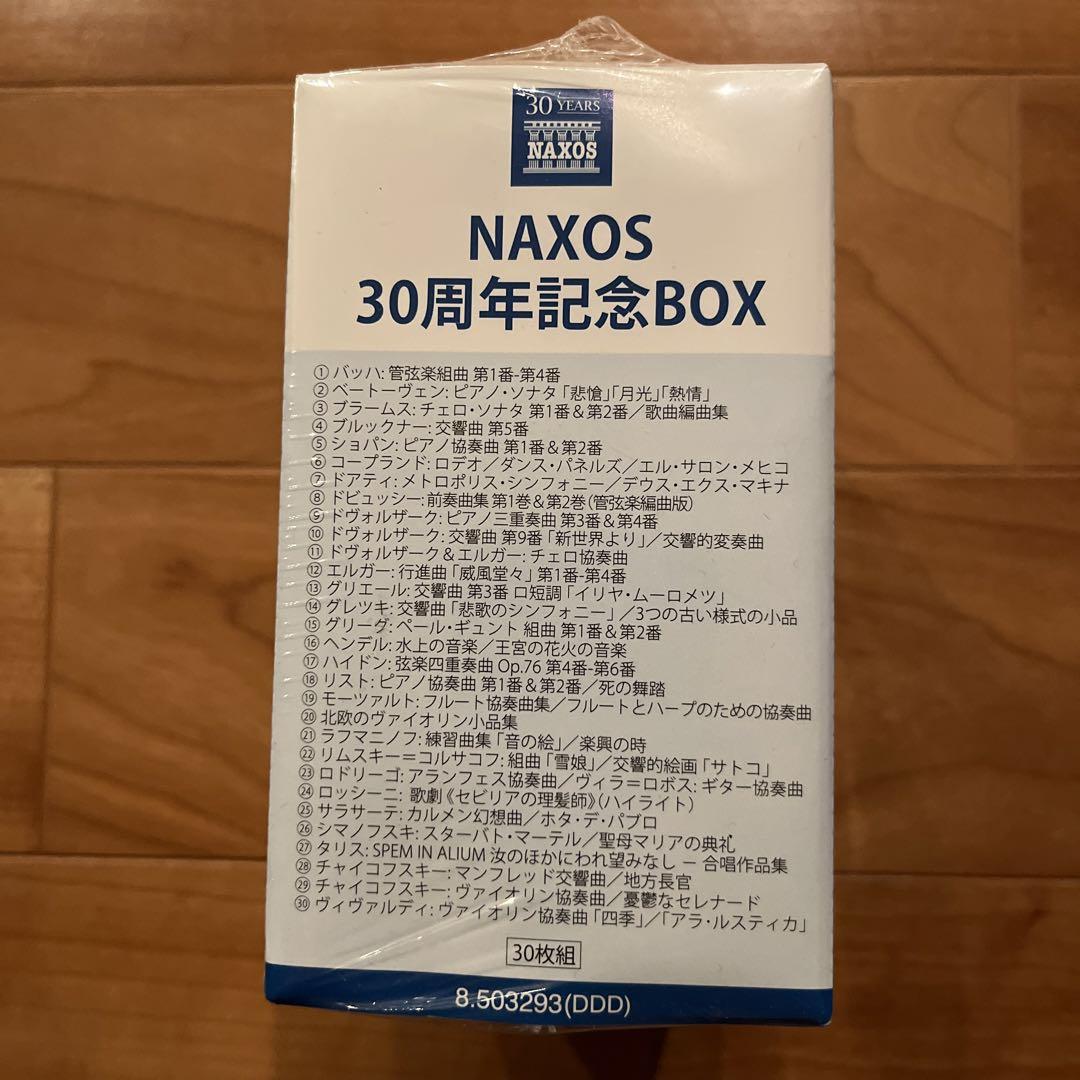 30 YEARS
NAXOS
NAXOS
30周年記念BOX
① バッハ: 管弦楽組曲 第1番-第4番
② ベートーヴェン: ピアノ・ソナタ「悲愴」「月光」「熱情」
③ ブラームス: チェロ・ソナタ 第1番&第2番／歌曲編曲集
④ ブルックナー: 交響曲 第5番
⑤ ショパン: ピアノ協奏曲 第1番&第2番
⑥ コープランド: ロデオ／ダンス・パネルズ／エル・サロン・メヒコ
⑦ ドアティ: メトロポリス・シンフォニー／デウス・エクス・マキナ
⑧ ドビュッシー: 前奏曲集 第1巻&第2巻(管弦楽編曲版)
⑨ ドヴォルザーク: ピアノ三重奏曲 第3番&第4番
⑩ ドヴォルザーク: 交響曲 第9番「新世界より」／交響的変奏曲
⑪ ドヴォルザーク&エルガー: チェロ協奏曲
⑫ エルガー: 行進曲「威風堂々」第1番-第4番
⑬ グリエール: 交響曲 第3番 ロ短調「イリヤ・ムーロメツ」
⑭ グレツキ: 交響曲「悲歌のシンフォニー」／3つの古い様式の小品
⑮ グリーグ: ペール・ギュント 組曲 第1番&第2番
⑯ ヘンデル: 水上の音楽／王宮の花火の音楽
⑰ ハイドン: 弦楽四重奏曲 Op.76 第4番-第6番
⑱ リスト: ピアノ協奏曲 第1番&第2番／死の舞踏
⑲ モーツァルト: フルート協奏曲集／フルートとハープのための協奏曲
⑳ 北欧のヴァイオリン小品集
㉑ ラフマニノフ: 練習曲集「音の絵」／楽興の時
㉒ リムスキー＝コルサコフ: 組曲「雪娘」／交響的絵画「サトコ」
㉓ ロドリーゴ: アランフェス協奏曲／ヴィラ＝ロボス: ギター協奏曲
㉔ ロッシーニ: 歌劇《セビリアの理髪師》(ハイライト)
㉕ サラサーテ: カルメン幻想曲／ホタ・デ・パブロ
㉖ シマノフスキ: スターバト・マーテル／聖母マリアの典礼
㉗ タリス: SPEM IN ALIUM 汝のほかにわれ望みなし － 合唱作品集
㉘ チャイコフスキー: マンフレッド交響曲／地方長官
㉙ チャイコフスキー: ヴァイオリン協奏曲／憂鬱なセレナード
㉚ ヴィヴァルディ: ヴァイオリン協奏曲「四季」／「アラ・ルスティカ」
30枚組
8.503293(DDD)